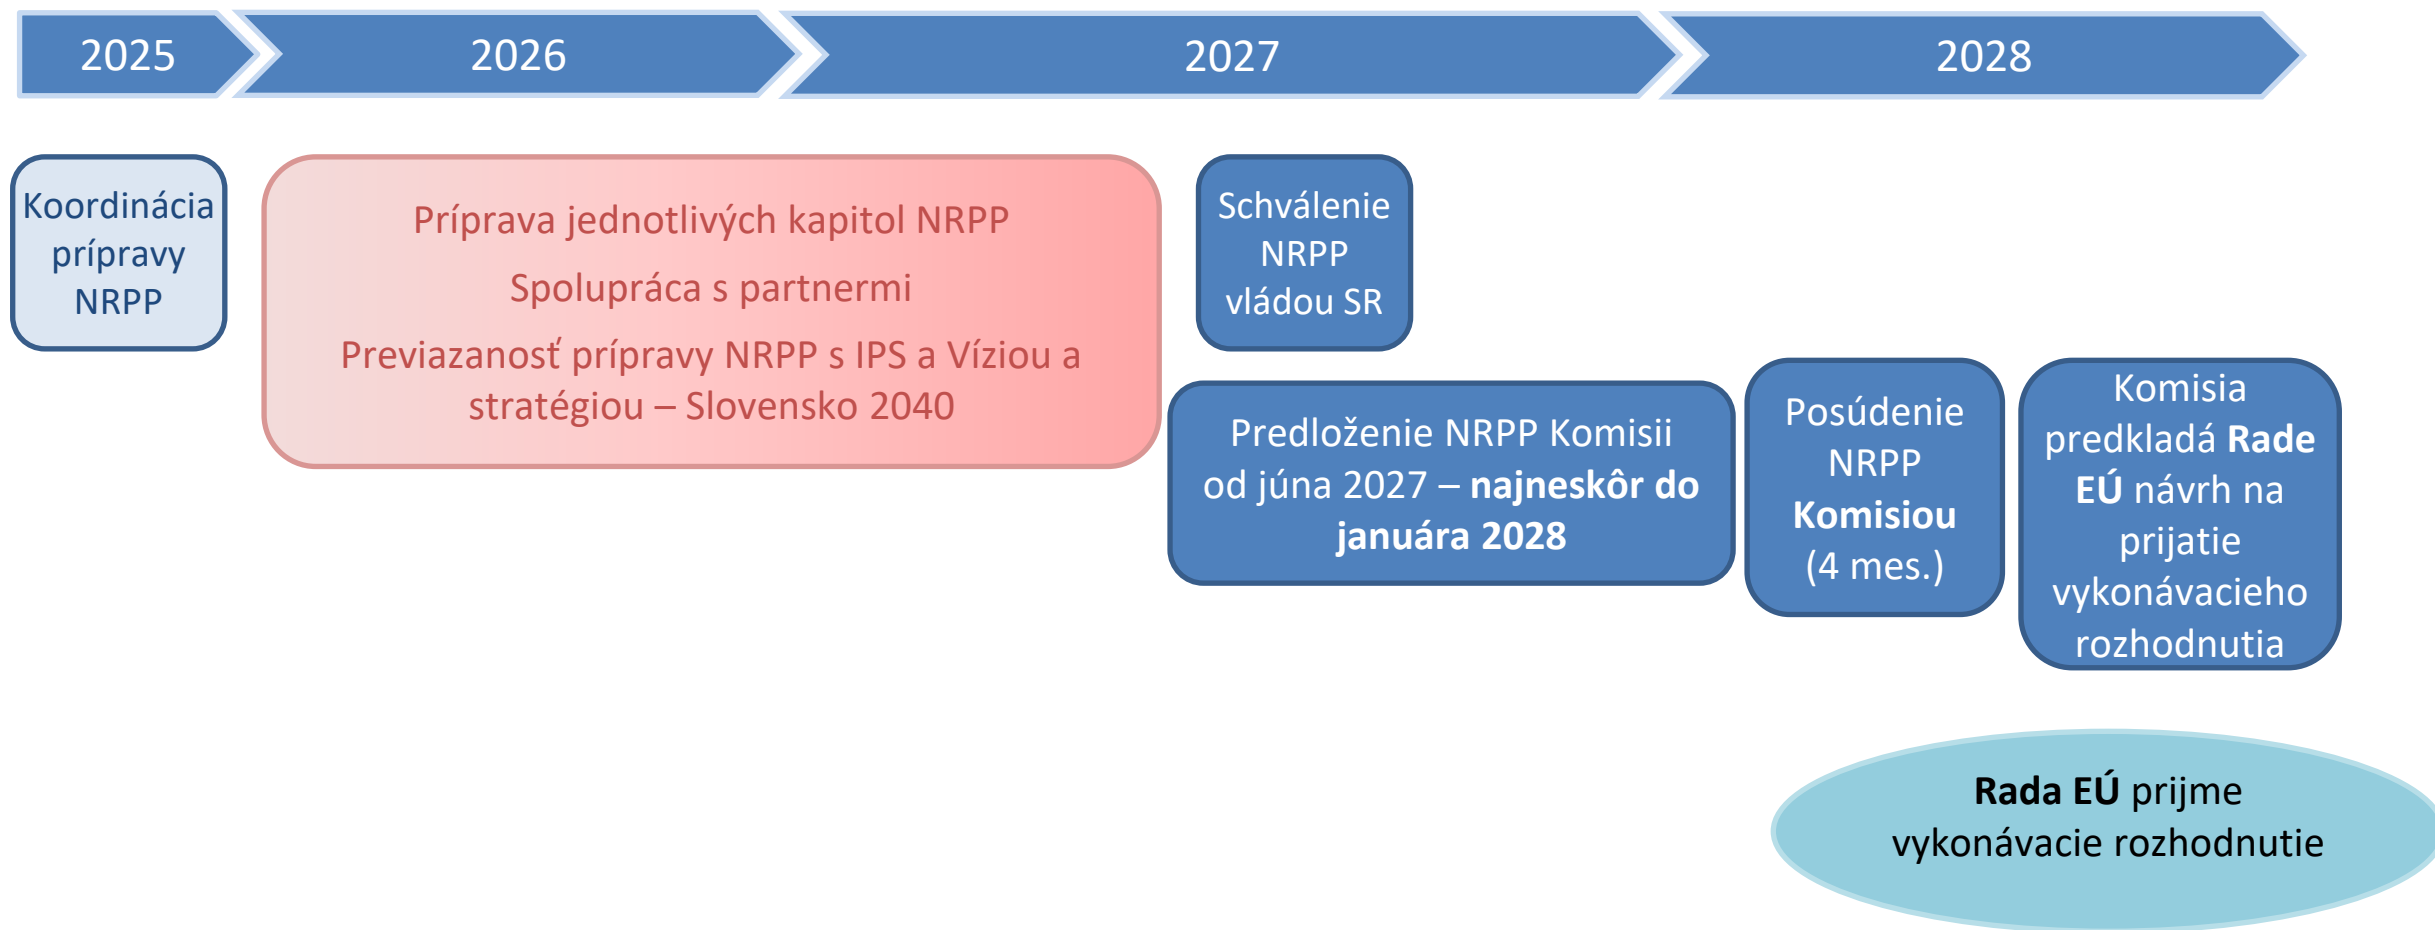 2025
2026
2027
2028
Koordinácia
prípravy
NRPP
Príprava jednotlivých kapitol NRPP
Spolupráca s partnermi
Previazanosť prípravy NRPP s IPS a Víziou a
stratégiou – Slovensko 2040
Schválenie
NRPP
vládou SR
Predloženie NRPP Komisii
od júna 2027 – najneskôr do
januára 2028
Posúdenie
NRPP
Komisiou
(4 mes.)
Komisia
predkladá Rade
EÚ návrh na
prijatie
vykonávacieho
rozhodnutia
Rada EÚ prijme
vykonávacie rozhodnutie